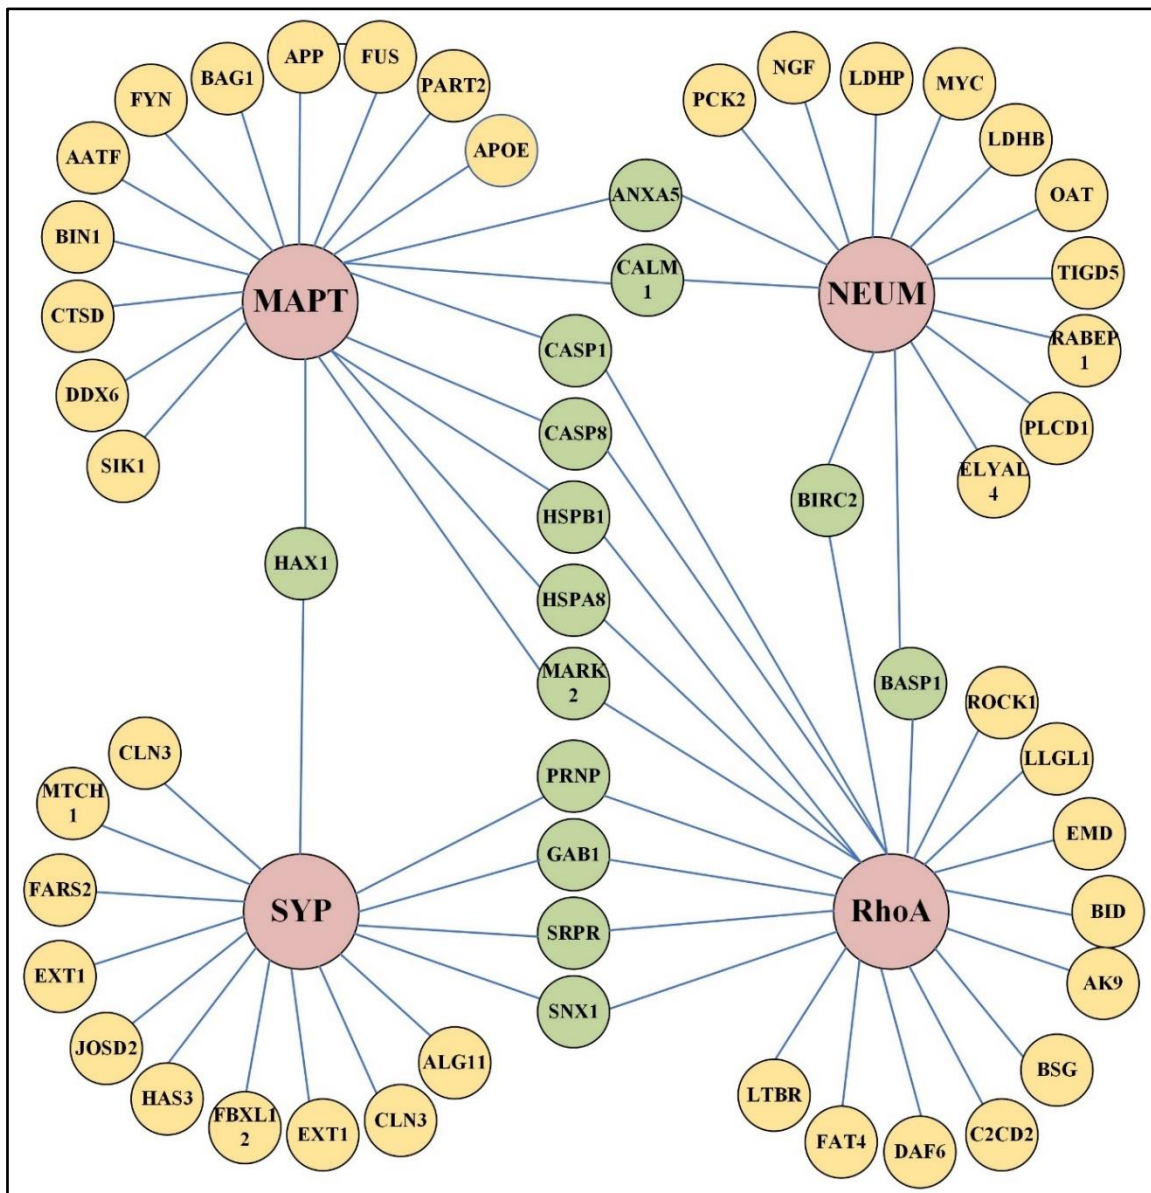 APP
FUS
BAG1
PART2
FYN
APOE
AATF
BIN1
CTSD
DDX6
SIK1
MAPT
NGF
LDHP
MYC
PCK2
LDHB
OAT
TIGD5
RABEP
1
PLCD1
ELYAL
4
NEUM
ANXA5
CALM
1
CASP1
CASP8
HSPB1
HSPA8
MARK
2
BIRC2
BASP1
HAX1
PRNP
GAB1
SRPR
SNX1
CLN3
MTCH
1
FARS2
EXT1
JOSD2
HAS3
FBXL1
2
EXT1
CLN3
ALG11
SYP
ROCK1
LLGL1
EMD
BID
AK9
BSG
C2CD2
DAF6
FAT4
LTBR
RhoA